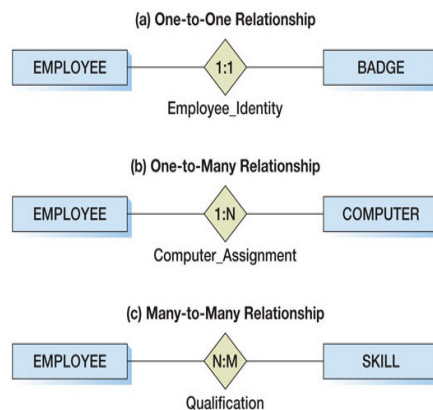 (a) One-to-One Relationship
EMPLOYEE 1:1 BADGE
Employee_Identity
(b) One-to-Many Relationship
EMPLOYEE 1:N COMPUTER
Computer_Assignment
(c) Many-to-Many Relationship
EMPLOYEE N:M SKILL
Qualification